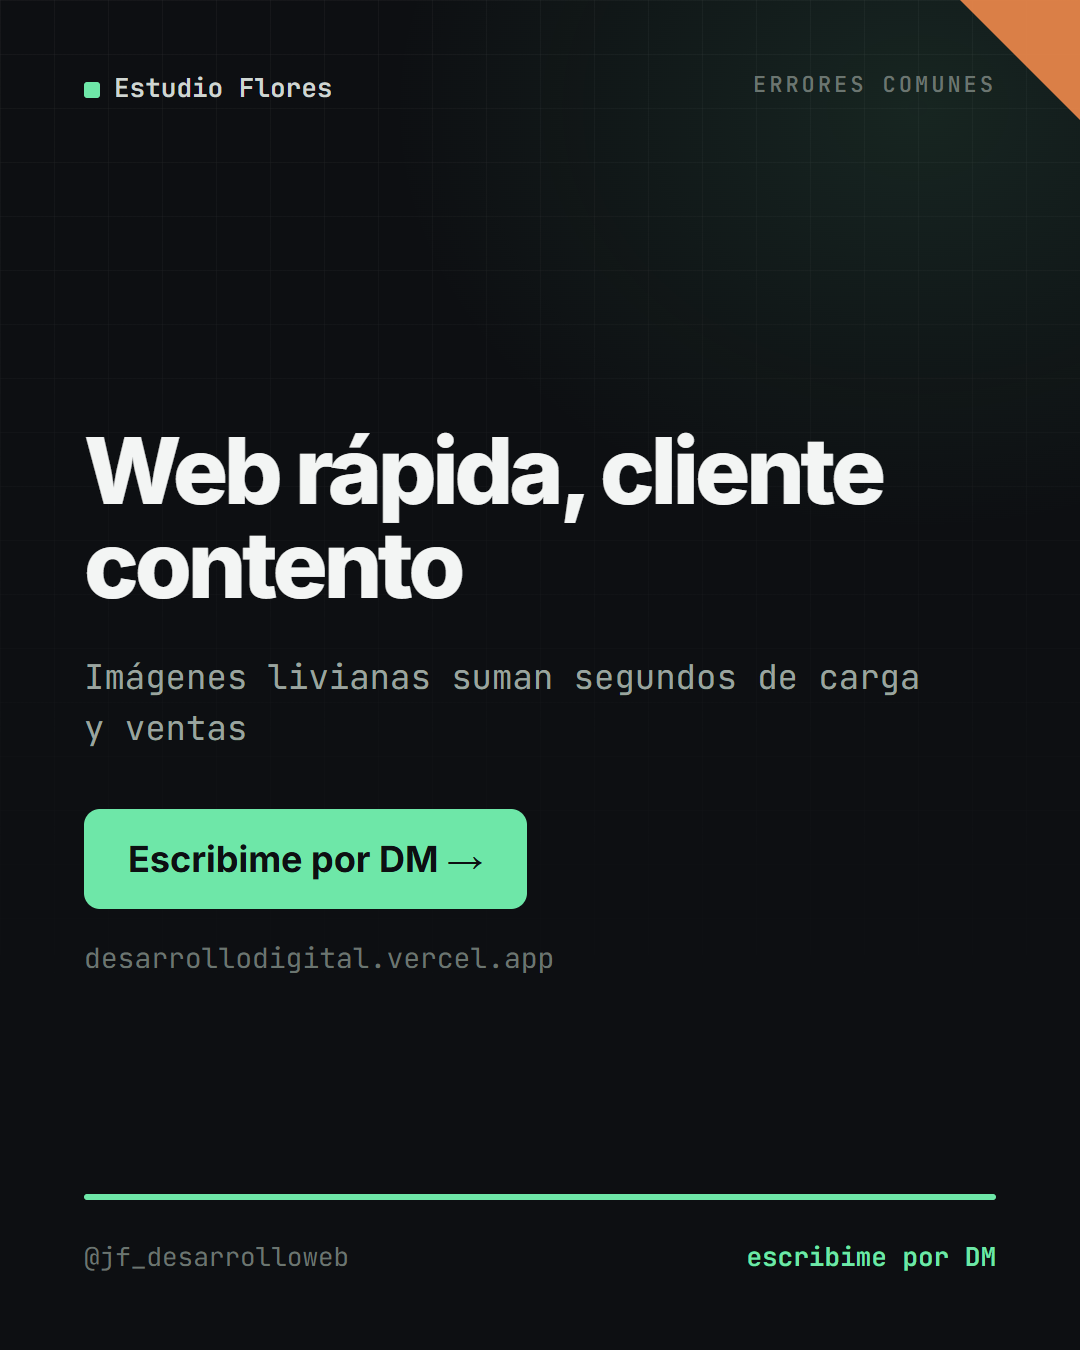 Estudio Flores
ERRORES COMUNES
Web rápida, cliente
contento
Imágenes livianas suman segundos de carga
y ventas
Escribime por DM →
desarrollodigital.vercel.app
@jf_desarrolloweb
escribime por DM